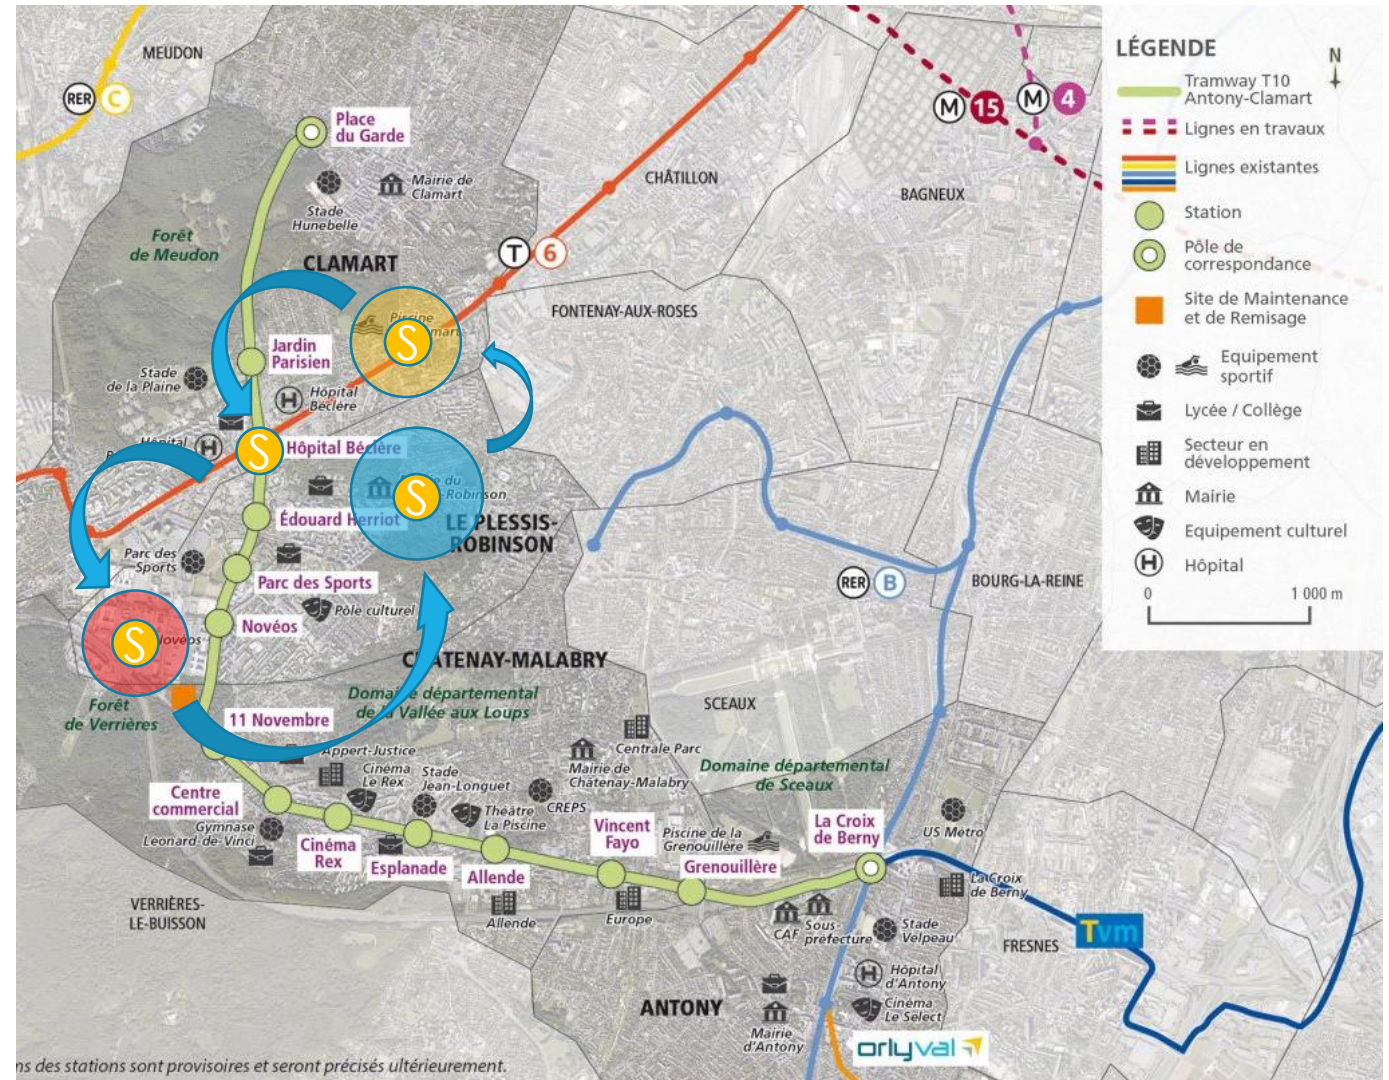 MEUDON
RER C
Place
du Garde
Mairie de
Clamart
Stade
Hunebelle
Forêt
de Meudon
CLAMART
T 6
CHÂTILLON
BAGNEUX
M 15
M 4
FONTENAY-AUX-ROSES
Piscine
S
Jardin
Parisien
Stade
de la Plaine
H
Hôpital
Béclère
Hôpital
H
S
Hôpital Béclère
S
Robinson
Édouard Herriot
LE PLESSIS-
ROBINSON
Parc des
Sports
Parc des Sports
Pôle culturel
Novéos
S
Novéos
RER B
BOURG-LA-REINE
CHÂTENAY-MALABRY
Forêt
de Verrières
Domaine départemental
de la Vallée aux Loups
SCEAUX
11 Novembre
Appert-Justice
Centrale Parc
Mairie de
Châtenay-Malabry
Domaine départemental
de Sceaux
Cinéma
Le Rex
Stade
Jean-Longuet
CREPS
Théâtre
La Piscine
Centre
commercial
Gymnase
Leonard-de-Vinci
Cinéma
Rex
Esplanade
Allende
Vincent
Fayo
Piscine de la
Grenouillère
Grenouillère
La Croix
de Berny
US Métro
La Croix
de Berny
VERRIÈRES-
LE-BUISSON
Allende
Europe
CAF
Sous-
préfecture
Stade
Velpeau
FRESNES
Tvm
H
Hôpital
d'Antony
Cinéma
Le Select
ANTONY
Mairie
d'Antony
orlyval
ns des stations sont provisoires et seront précisés ultérieurement.
LÉGENDE
N
Tramway T10
Antony-Clamart
Lignes en travaux
Lignes existantes
Station
Pôle de
correspondance
Site de Maintenance
et de Remisage
Equipement
sportif
Lycée / Collège
Secteur en
développement
Mairie
Equipement culturel
H
Hôpital
0 1 000 m